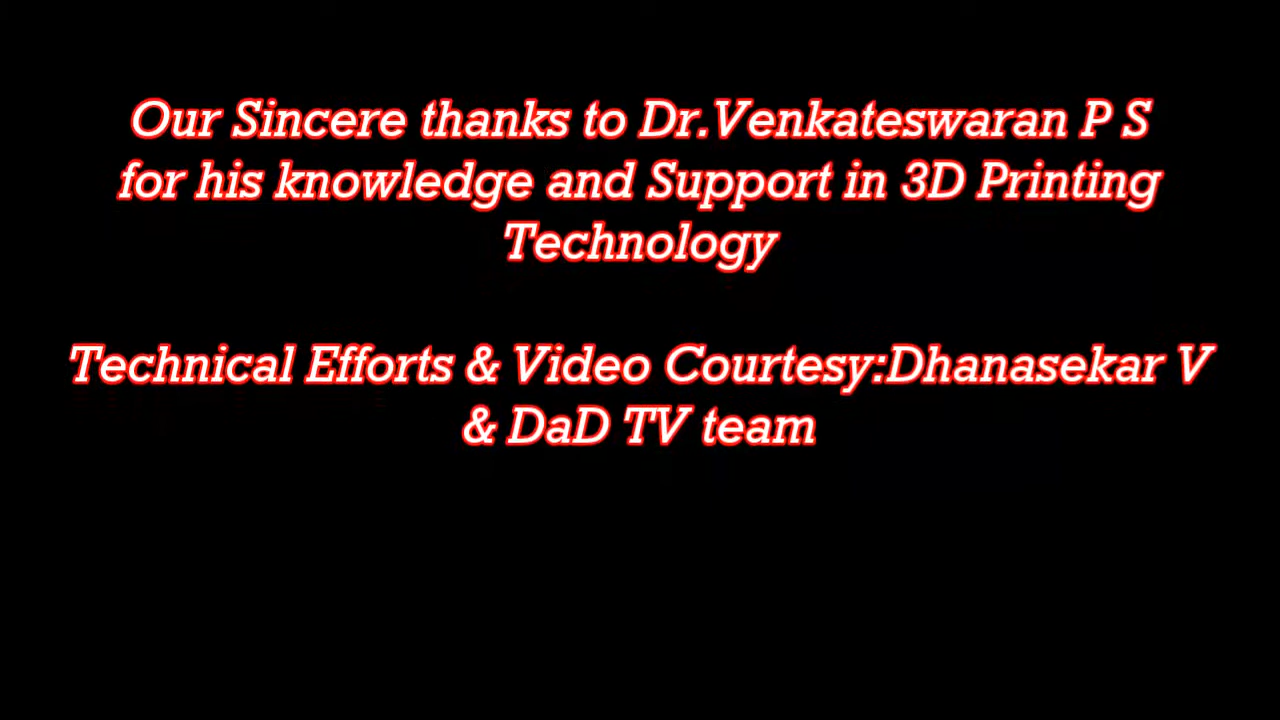 Our Sincere thanks to Dr.Venkateswaran P S
for his knowledge and Support in 3D Printing
Technology
Technical Efforts & Video Courtesy:Dhanasekar V
& DaD TV team